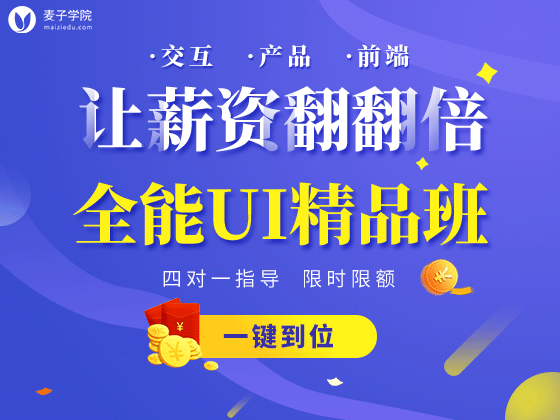 麦子学院
maiziedu.com
·交互 ·产品 ·前端
让薪资翻翻倍
全能UI精品班
四对一指导 限时限额
一键到位
¥
¥
¥